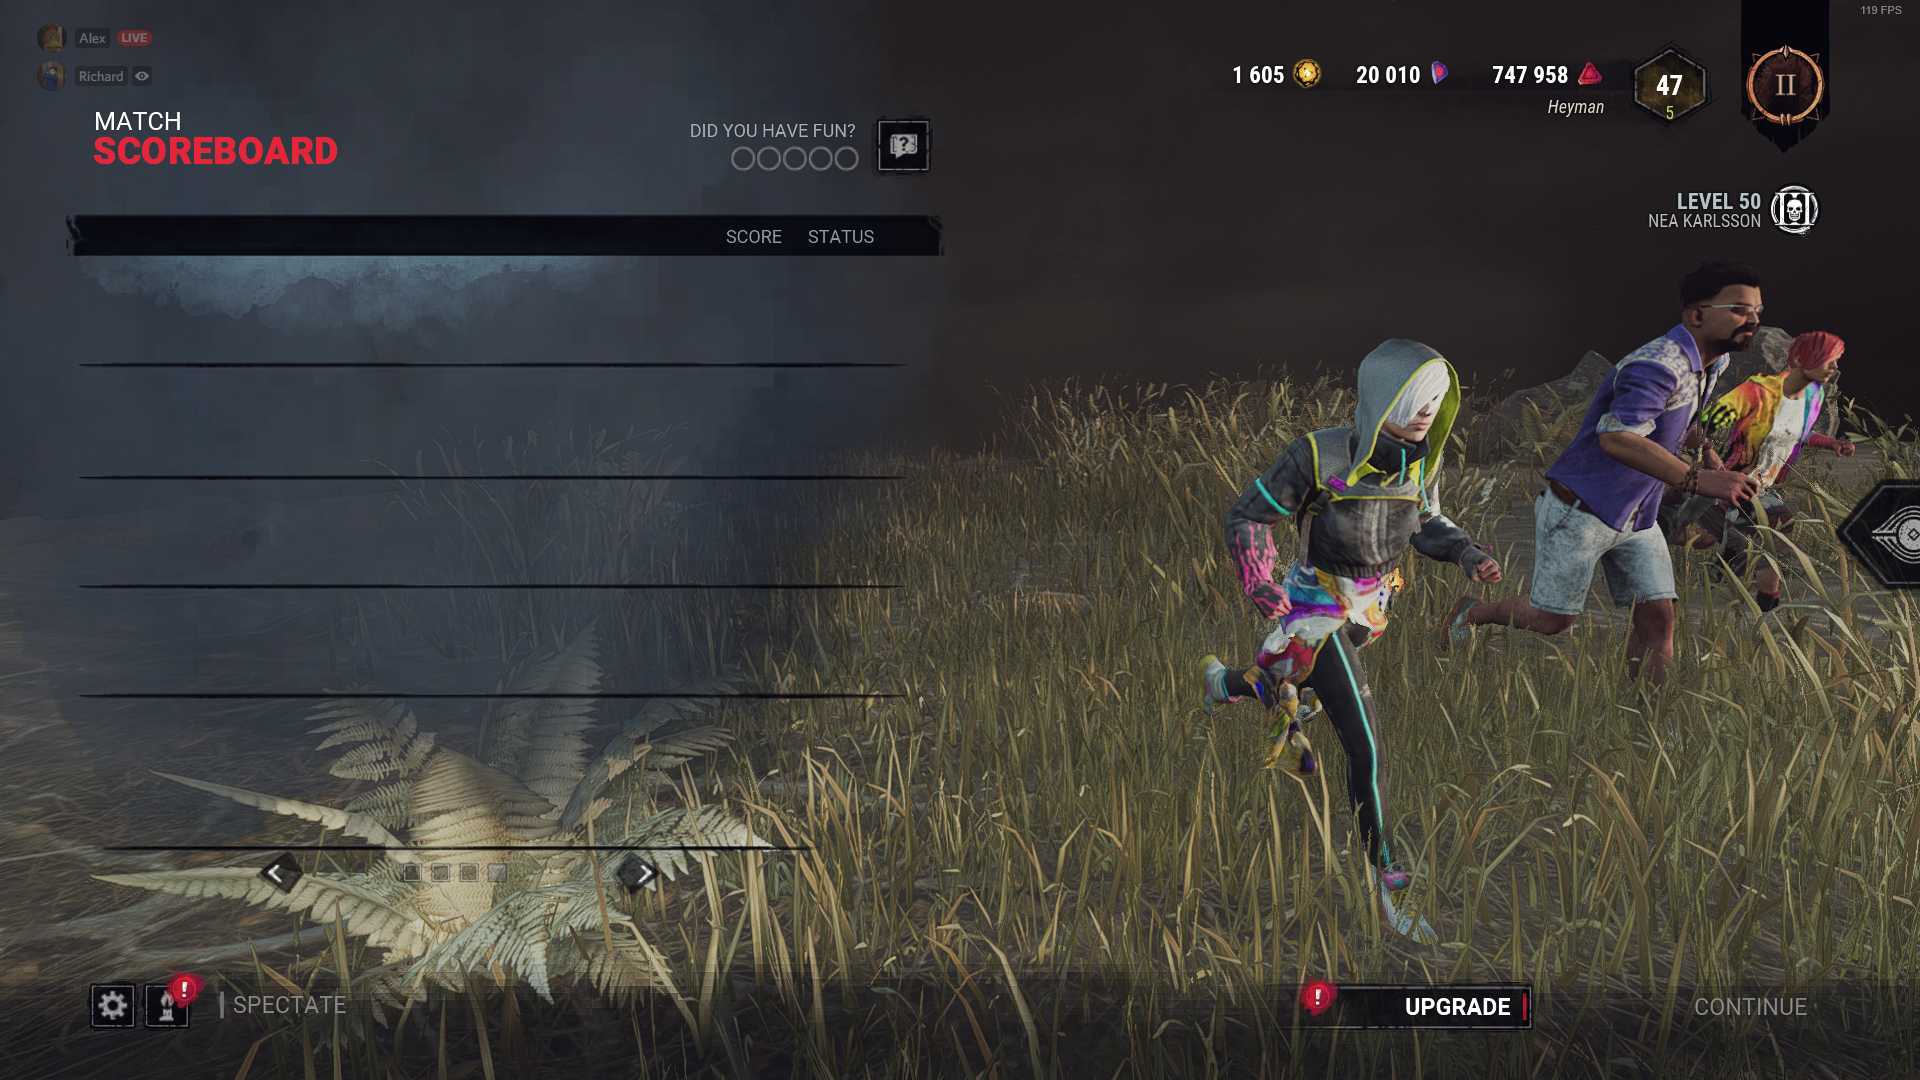 119 FPS
Alex LIVE
Richard
1 605 20 010 747 958 47
Heyman 5
II
MATCH
SCOREBOARD
DID YOU HAVE FUN?
LEVEL 50
NEA KARLSSON
SCORE STATUS
SPECTATE
UPGRADE
CONTINUE